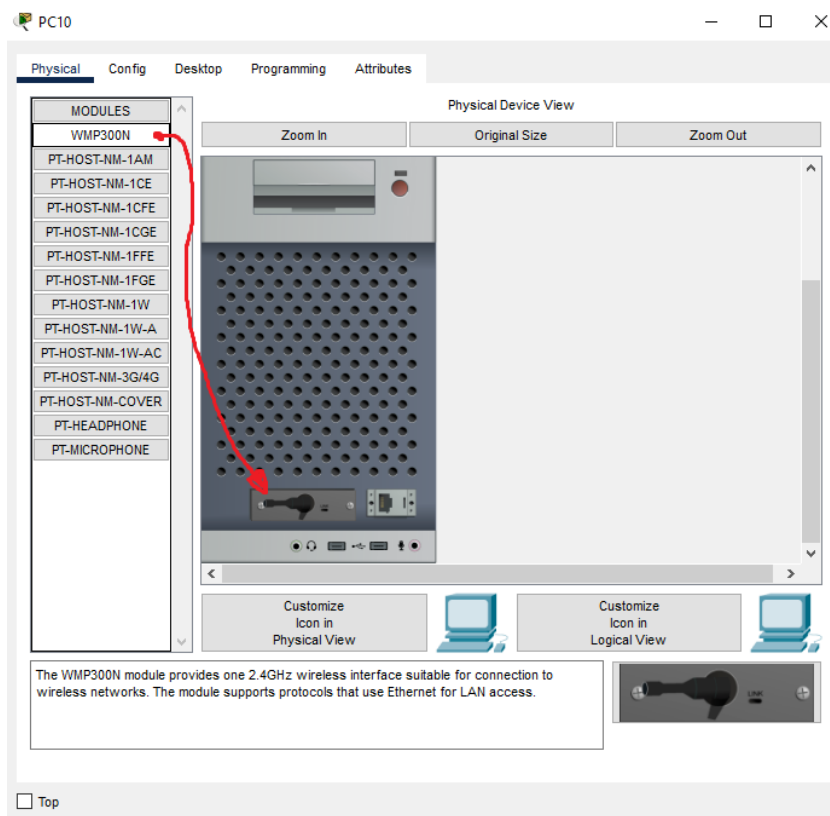 PC10
Physical Config Desktop Programming Attributes
MODULES
WMP300N
PT-HOST-NM-1AM
PT-HOST-NM-1CE
PT-HOST-NM-1CFE
PT-HOST-NM-1CGE
PT-HOST-NM-1FFE
PT-HOST-NM-1FGE
PT-HOST-NM-1W
PT-HOST-NM-1W-A
PT-HOST-NM-1W-AC
PT-HOST-NM-3G/4G
PT-HOST-NM-COVER
PT-HEADPHONE
PT-MICROPHONE
Physical Device View
Zoom In Original Size Zoom Out
Customize
Icon in
Physical View
Customize
Icon in
Logical View
The WMP300N module provides one 2.4GHz wireless interface suitable for connection to
wireless networks. The module supports protocols that use Ethernet for LAN access.
LINK
Top